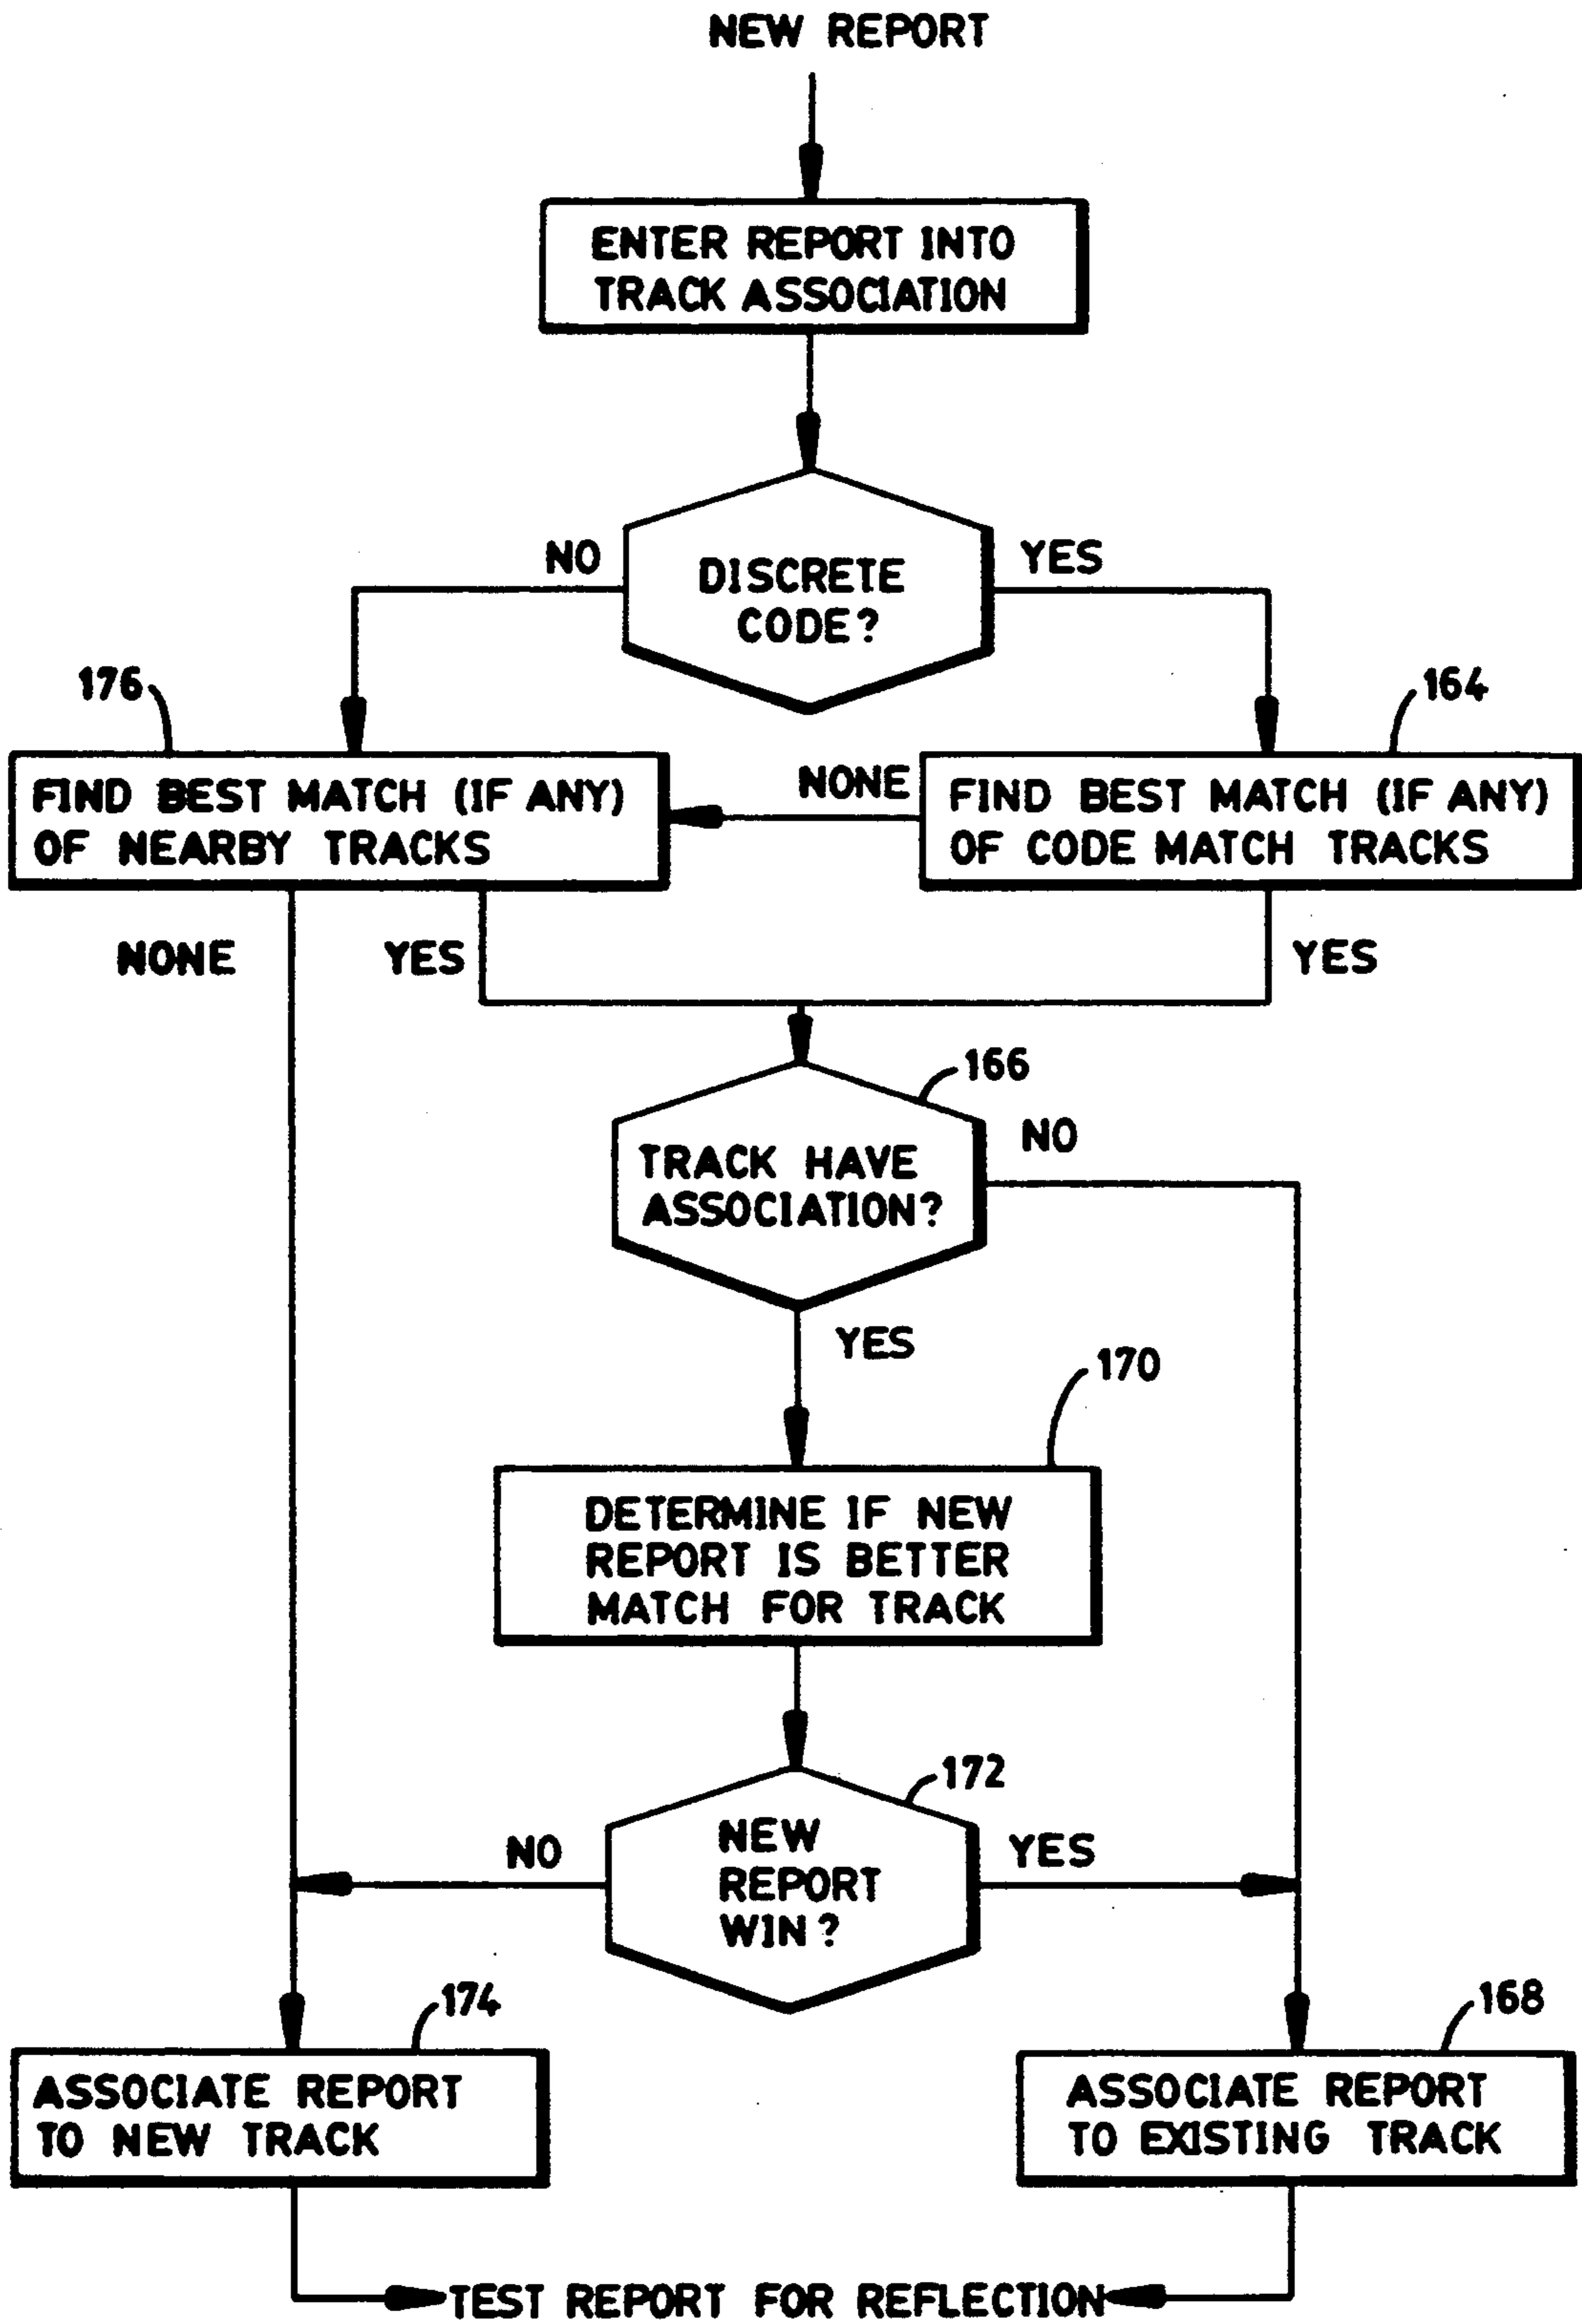 NEW REPORT
ENTER REPORT INTO
TRACK ASSOCIATION
NO
YES
DISCRETE
CODE?
176
164
FIND BEST MATCH (IF ANY)
OF NEARBY TRACKS
NONE
FIND BEST MATCH (IF ANY)
OF CODE MATCH TRACKS
NONE
YES
YES
166
NO
TRACK HAVE
ASSOCIATION?
YES
170
DETERMINE IF NEW
REPORT IS BETTER
MATCH FOR TRACK
172
NO
YES
NEW
REPORT
WIN?
174
168
ASSOCIATE REPORT
TO NEW TRACK
ASSOCIATE REPORT
TO EXISTING TRACK
TEST REPORT FOR REFLECTION